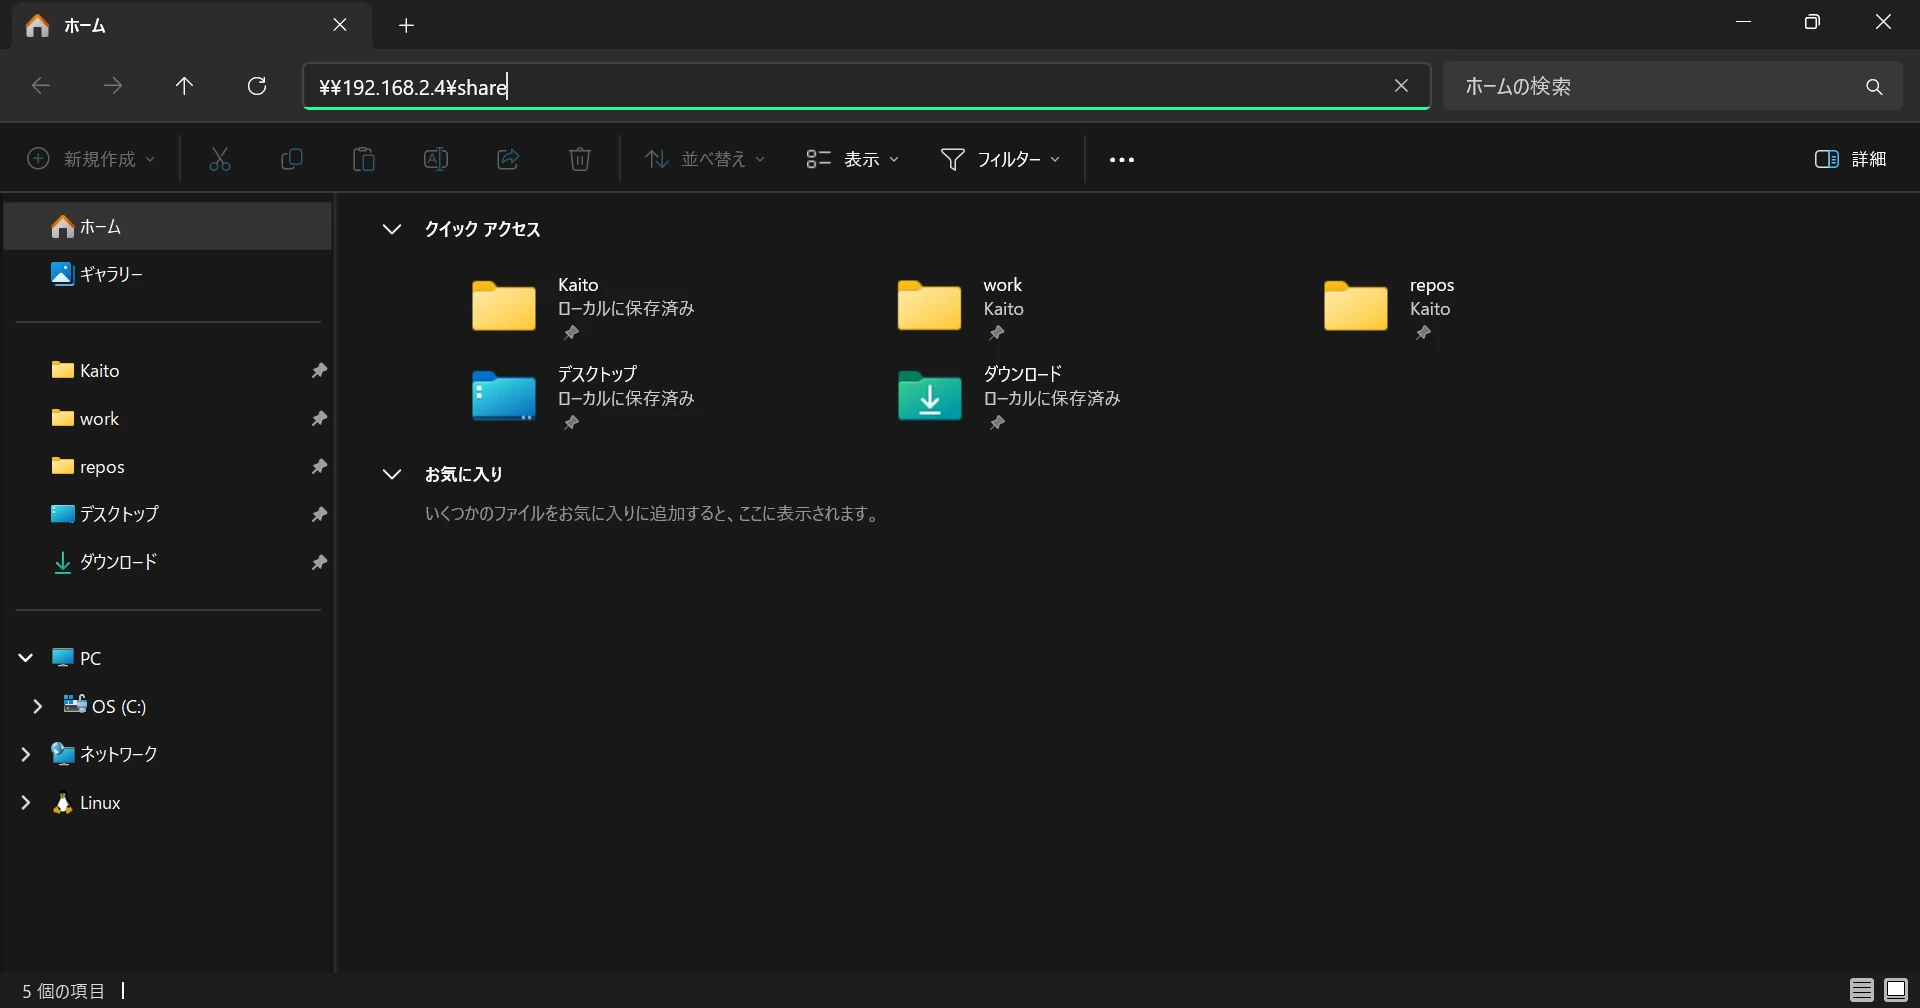 ホーム
¥¥192.168.2.4¥share
ホームの検索
新規作成
並べ替え
表示
フィルター
詳細
ホーム
ギャラリー
Kaito
work
repos
デスクトップ
ダウンロード
PC
OS (C:)
ネットワーク
Linux
クイック アクセス
Kaito
ローカルに保存済み
work
Kaito
repos
Kaito
デスクトップ
ローカルに保存済み
ダウンロード
ローカルに保存済み
お気に入り
いくつかのファイルをお気に入りに追加すると、ここに表示されます。
5 個の項目